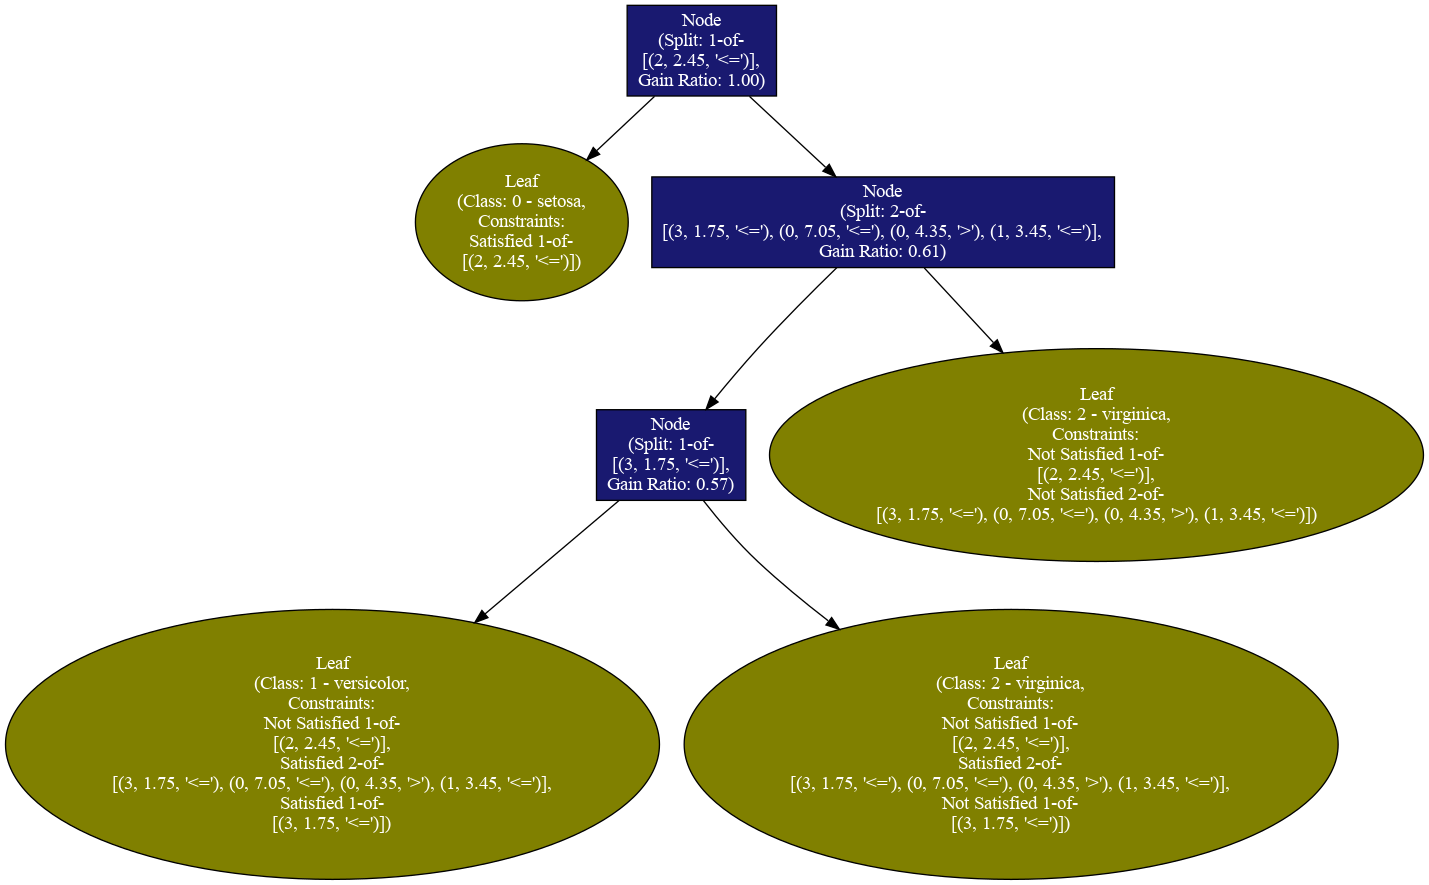 Node
(Split: 1-of-
[(2, 2.45, '<=')],
Gain Ratio: 1.00)
Leaf
(Class: 0 - setosa,
Constraints:
Satisfied 1-of-
[(2, 2.45, '<=')])
Node
(Split: 2-of-
[(3, 1.75, '<='), (0, 7.05, '<='), (0, 4.35, '>'), (1, 3.45, '<=')],
Gain Ratio: 0.61)
Node
(Split: 1-of-
[(3, 1.75, '<=')],
Gain Ratio: 0.57)
Leaf
(Class: 2 - virginica,
Constraints:
Not Satisfied 1-of-
[(2, 2.45, '<=')],
Not Satisfied 2-of-
[(3, 1.75, '<='), (0, 7.05, '<='), (0, 4.35, '>'), (1, 3.45, '<=')])
Leaf
(Class: 1 - versicolor,
Constraints:
Not Satisfied 1-of-
[(2, 2.45, '<=')],
Satisfied 2-of-
[(3, 1.75, '<='), (0, 7.05, '<='), (0, 4.35, '>'), (1, 3.45, '<=')],
Satisfied 1-of-
[(3, 1.75, '<=')])
Leaf
(Class: 2 - virginica,
Constraints:
Not Satisfied 1-of-
[(2, 2.45, '<=')],
Satisfied 2-of-
[(3, 1.75, '<='), (0, 7.05, '<='), (0, 4.35, '>'), (1, 3.45, '<=')],
Not Satisfied 1-of-
[(3, 1.75, '<=')])